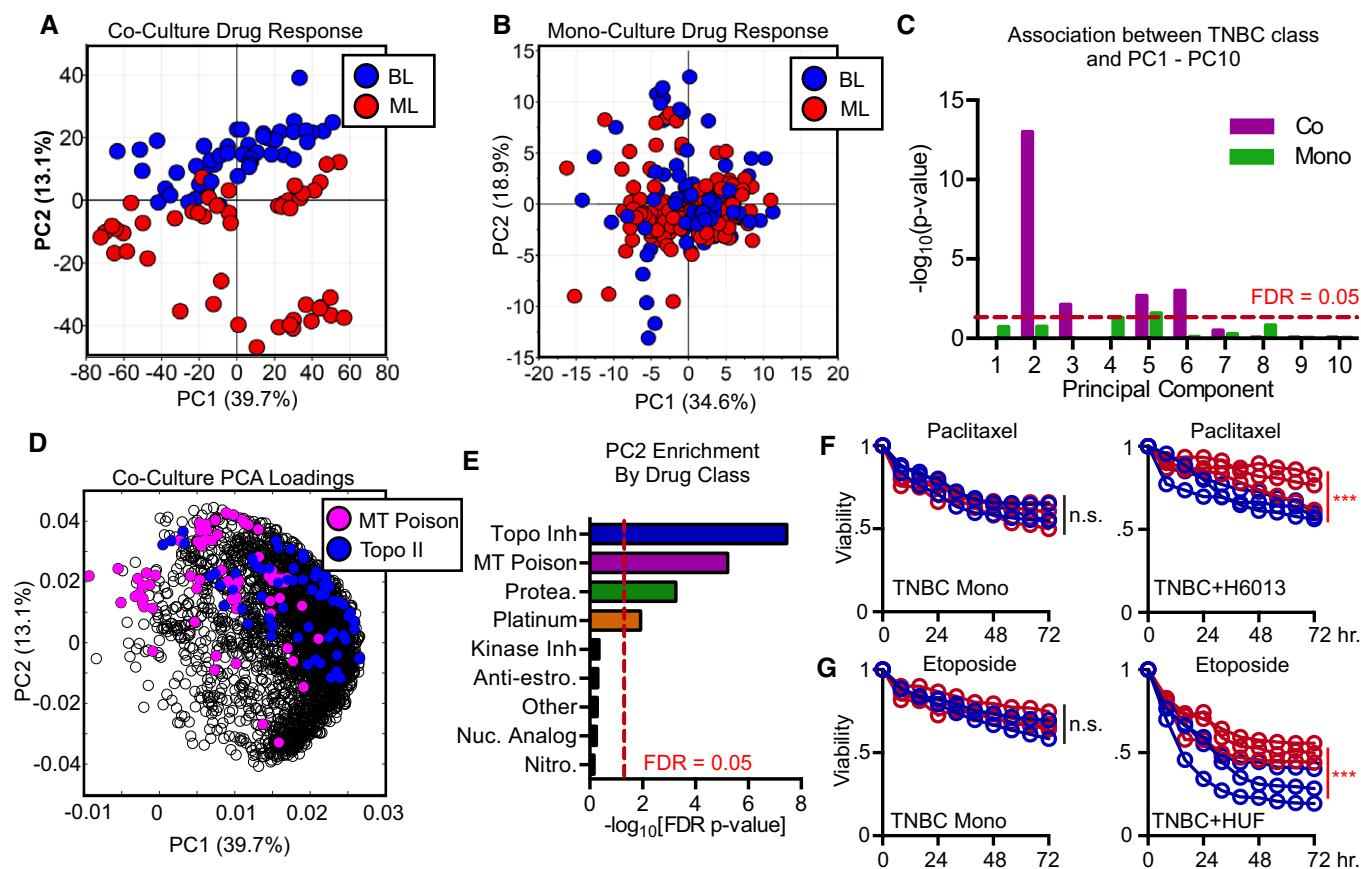 A
Co-Culture Drug Response
BL
ML
PC2 (13.1%)
40
20
0
-20
-40
-80 -60 -40 -20 0 20 40 60 80
PC1 (39.7%)
B
Mono-Culture Drug Response
BL
ML
PC2 (18.9%)
15
10
5
0
-5
-10
-15
-20 -15 -10 -5 0 5 10 15 20
PC1 (34.6%)
C
Association between TNBC class
and PC1 - PC10
-log10(p-value)
15
10
5
0
Co
Mono
FDR = 0.05
1 2 3 4 5 6 7 8 9 10
Principal Component
D
Co-Culture PCA Loadings
MT Poison
Topo II
PC2 (13.1%)
0.04
0.02
0
-0.02
-0.04
-0.01 0 0.01 0.02 0.03
PC1 (39.7%)
E
PC2 Enrichment
By Drug Class
Topo Inh
MT Poison
Protea.
Platinum
Kinase Inh
Anti-estro.
Other
Nuc. Analog
Nitro.
FDR = 0.05
0 2 4 6 8
-log10[FDR p-value]
F
Paclitaxel
Viability
1
.5
0
n.s.
TNBC Mono
0 24 48 72
Paclitaxel
1
.5
0
***
TNBC+H6013
0 24 48 72 hr.
G
Etoposide
Viability
1
.5
0
n.s.
TNBC Mono
0 24 48 72
Etoposide
1
.5
0
***
TNBC+HUF
0 24 48 72 hr.